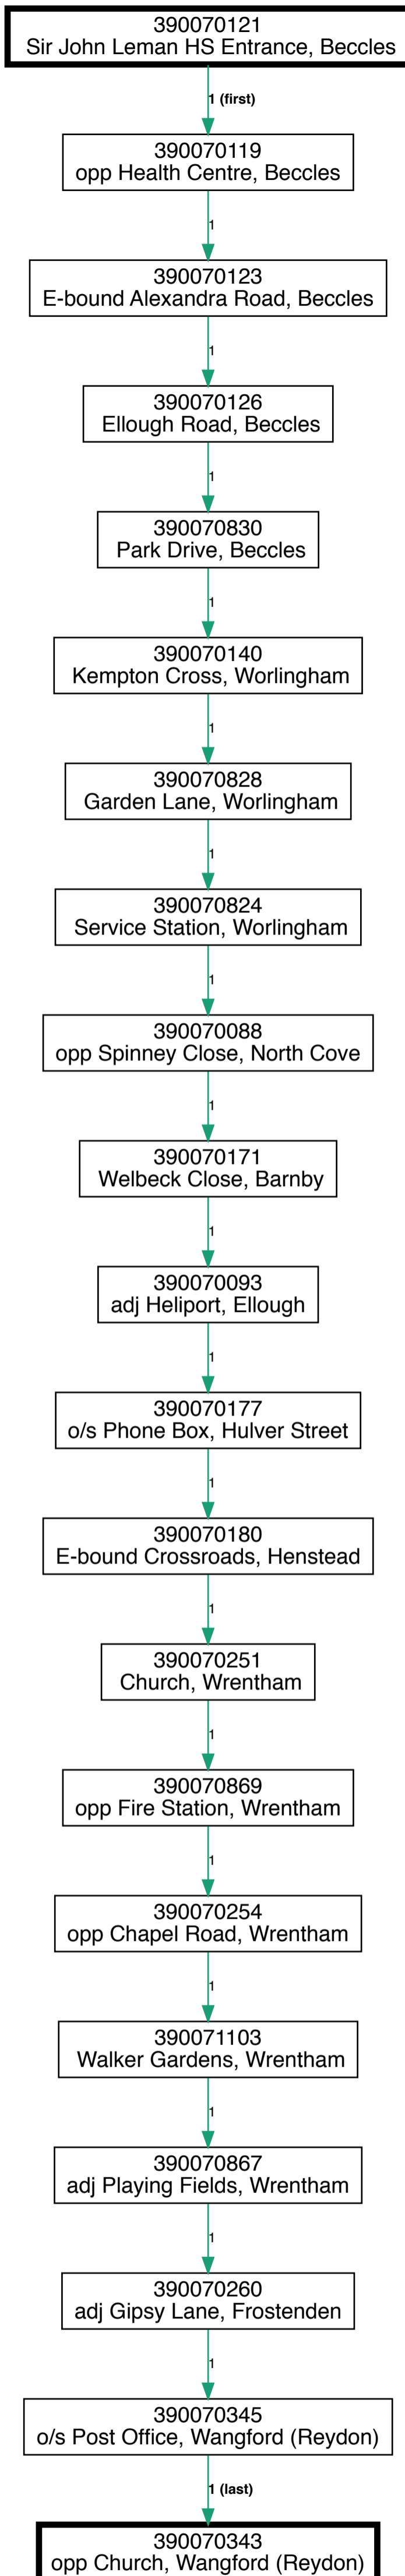 390070121
Sir John Leman HS Entrance, Beccles
1 (first)
390070119
opp Health Centre, Beccles
1
390070123
E-bound Alexandra Road, Beccles
1
390070126
Ellough Road, Beccles
1
390070830
Park Drive, Beccles
1
390070140
Kempton Cross, Worlingham
1
390070828
Garden Lane, Worlingham
1
390070824
Service Station, Worlingham
1
390070088
opp Spinney Close, North Cove
1
390070171
Welbeck Close, Barnby
1
390070093
adj Heliport, Ellough
1
390070177
o/s Phone Box, Hulver Street
1
390070180
E-bound Crossroads, Henstead
1
390070251
Church, Wrentham
1
390070869
opp Fire Station, Wrentham
1
390070254
opp Chapel Road, Wrentham
1
390071103
Walker Gardens, Wrentham
1
390070867
adj Playing Fields, Wrentham
1
390070260
adj Gipsy Lane, Frostenden
1
390070345
o/s Post Office, Wangford (Reydon)
1 (last)
390070343
opp Church, Wangford (Reydon)